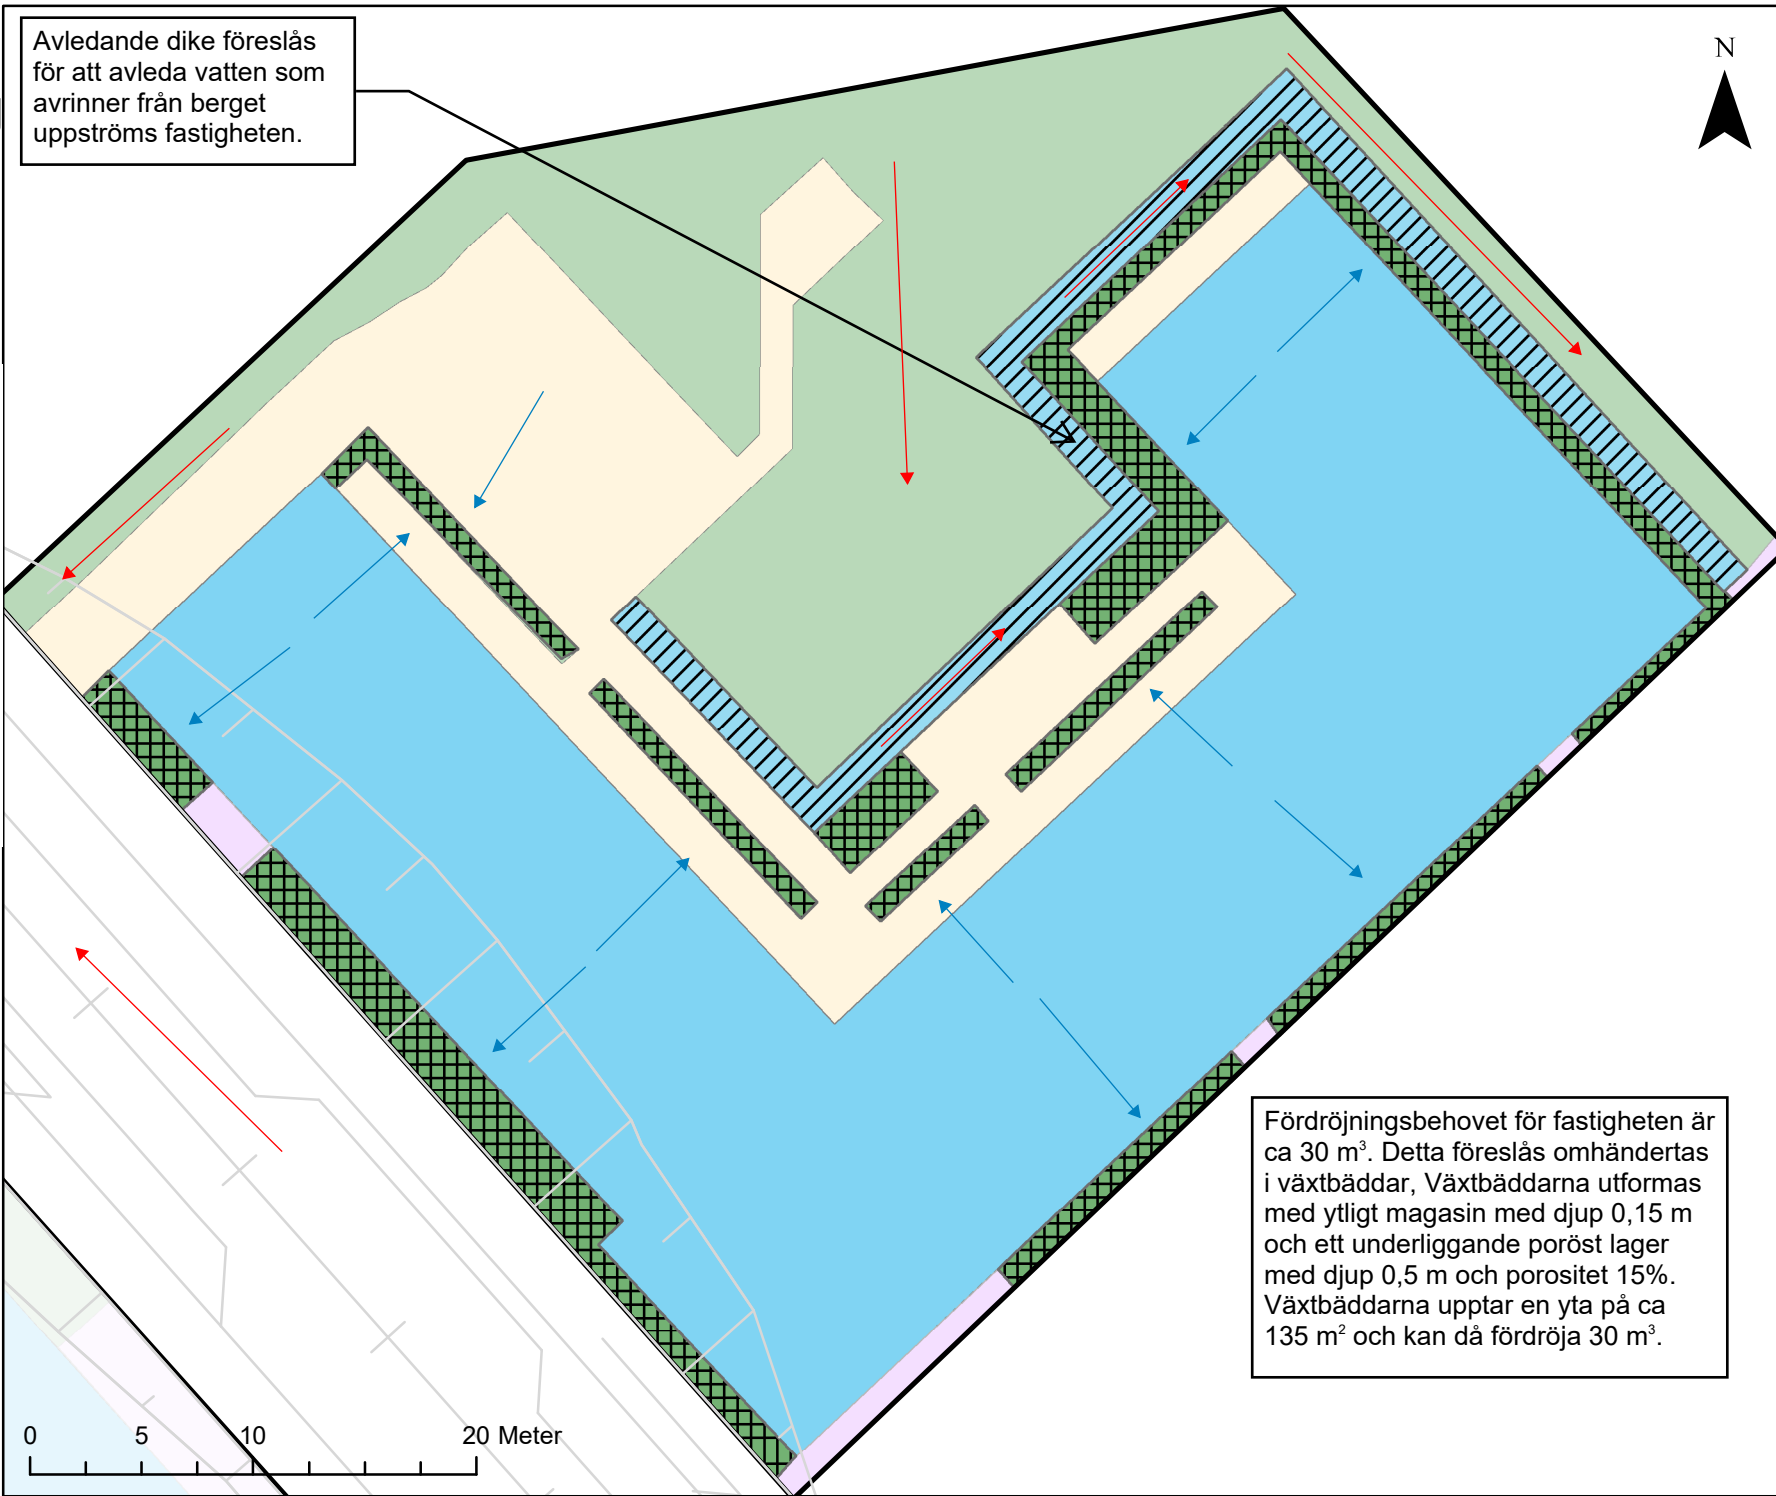 Avledande dike föreslås
för att avleda vatten som
avrinner från berget
uppströms fastigheten.
N
Fördröjningsbehovet för fastigheten är
ca 30 m³. Detta föreslås omhändertas
i växtbäddar, Växtbäddarna utformas
med ytligt magasin med djup 0,15 m
och ett underliggande poröst lager
med djup 0,5 m och porositet 15%.
Växtbäddarna upptar en yta på ca
135 m² och kan då fördröja 30 m³.
0 5 10 20 Meter